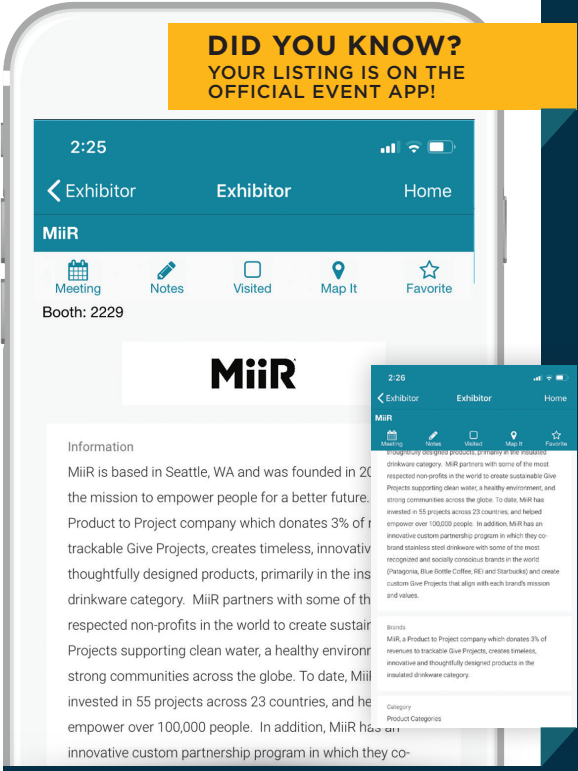 DID YOU KNOW?
YOUR LISTING IS ON THE
OFFICIAL EVENT APP!
2:25
Exhibitor Exhibitor Home
MiiR
Meeting Notes Visited Map It Favorite
Booth: 2229
MiiR
Information
MiiR is based in Seattle, WA and was founded in 20
the mission to empower people for a better future.
Product to Project company which donates 3% of r
trackable Give Projects, creates timeless, innovativ
thoughtfully designed products, primarily in the ins
drinkware category. MiiR partners with some of th
respected non-profits in the world to create sustain
Projects supporting clean water, a healthy environm
strong communities across the globe. To date, MiiR
invested in 55 projects across 23 countries, and he
empower over 100,000 people. In addition, MiiR has an
innovative custom partnership program in which they co-
2:26
Exhibitor Exhibitor Home
MiiR
Meeting Notes Visited Map It Favorite
thoughtfully designed products, primarily in the insulated
drinkware category. MiiR partners with some of the most
respected non-profits in the world to create sustainable Give
Projects supporting clean water, a healthy environment, and
strong communities across the globe. To date, MiiR has
invested in 55 projects across 23 countries, and helped
empower over 100,000 people. In addition, MiiR has an
innovative custom partnership program in which they co-
brand stainless steel drinkware with some of the most
recognized and socially conscious brands in the world
(Patagonia, Blue Bottle Coffee, REI and Starbucks) and create
custom Give Projects that align with each brand's mission
and values.
Brands
MiiR, a Product to Project company which donates 3% of
revenues to trackable Give Projects, creates timeless,
innovative and thoughtfully designed products in the
insulated drinkware category.
Category
Product Categories